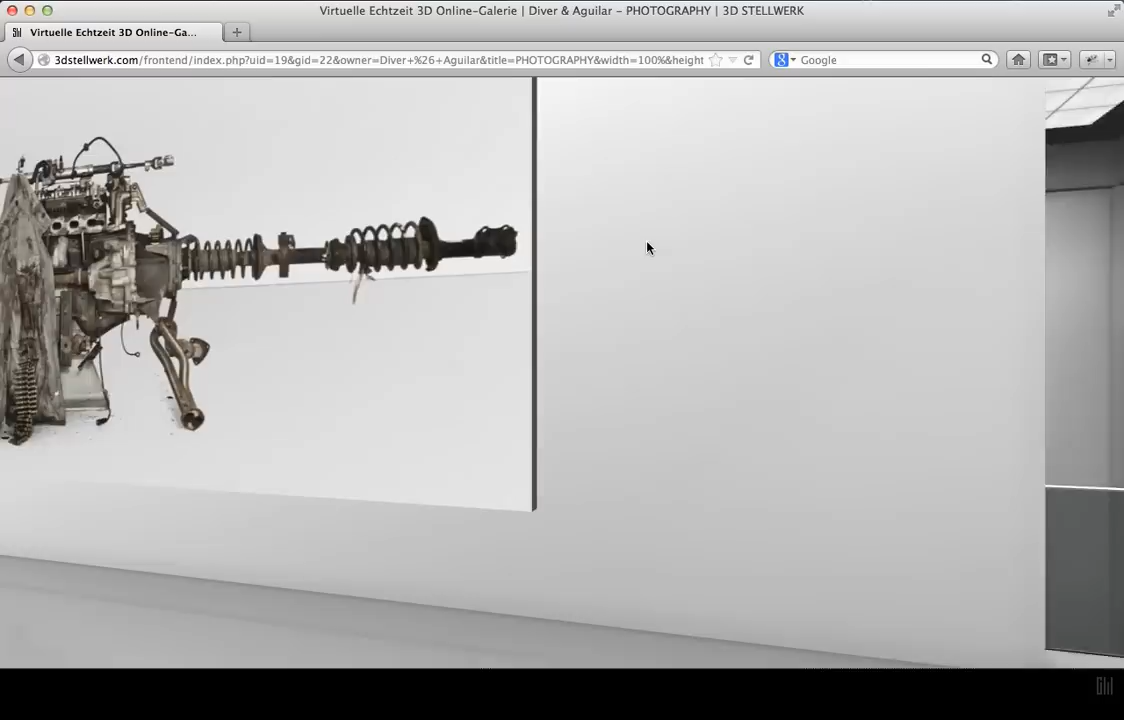 Virtuelle Echtzeit 3D Online-Galerie | Diver & Aguilar – PHOTOGRAPHY | 3D STELLWERK
Virtuelle Echtzeit 3D Online-Ga...
3dstellwerk.com/frontend/index.php?uid=19&gid=22&owner=Diver+%26+Aguilar&title=PHOTOGRAPHY&width=100%&height
Google